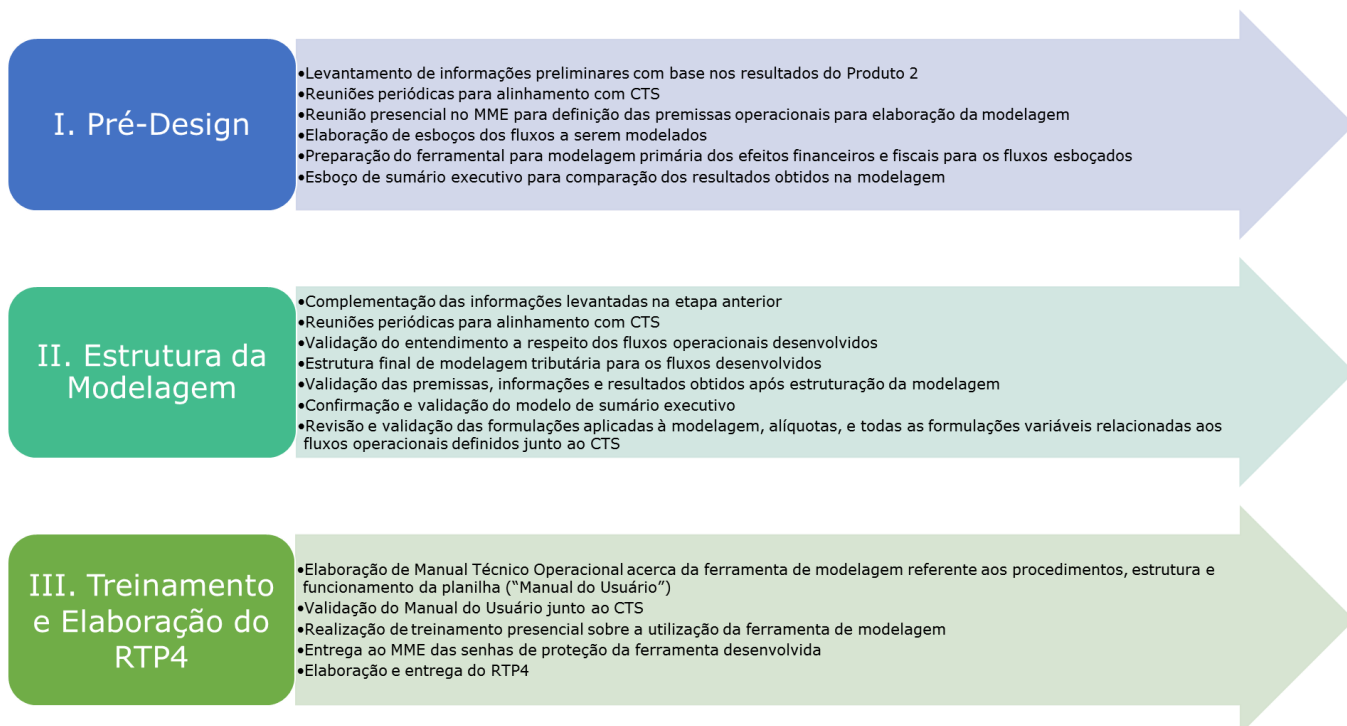 I. Pré-Design
•Levantamento de informações preliminares com base nos resultados do Produto 2
•Reuniões periódicas para alinhamento com CTS
•Reunião presencial no MME para definição das premissas operacionais para elaboração da modelagem
•Elaboração de esboços dos fluxos a serem modelados
•Preparação do ferramental para modelagem primária dos efeitos financeiros e fiscais para os fluxos esboçados
•Esboço de sumário executivo para comparação dos resultados obtidos na modelagem
II. Estrutura da
Modelagem
•Complementação das informações levantadas na etapa anterior
•Reuniões periódicas para alinhamento com CTS
•Validação do entendimento a respeito dos fluxos operacionais desenvolvidos
•Estrutura final de modelagem tributária para os fluxos desenvolvidos
•Validação das premissas, informações e resultados obtidos após estruturação da modelagem
•Confirmação e validação do modelo de sumário executivo
•Revisão e validação das formulações aplicadas à modelagem, alíquotas, e todas as formulações variáveis relacionadas aos
fluxos operacionais definidos junto ao CTS
III. Treinamento
e Elaboração do
RTP4
•Elaboração de Manual Técnico Operacional acerca da ferramenta de modelagem referente aos procedimentos, estrutura e
funcionamento da planilha (“Manual do Usuário”)
•Validação do Manual do Usuário junto ao CTS
•Realização de treinamento presencial sobre a utilização da ferramenta de modelagem
•Entrega ao MME das senhas de proteção da ferramenta desenvolvida
•Elaboração e entrega do RTP4